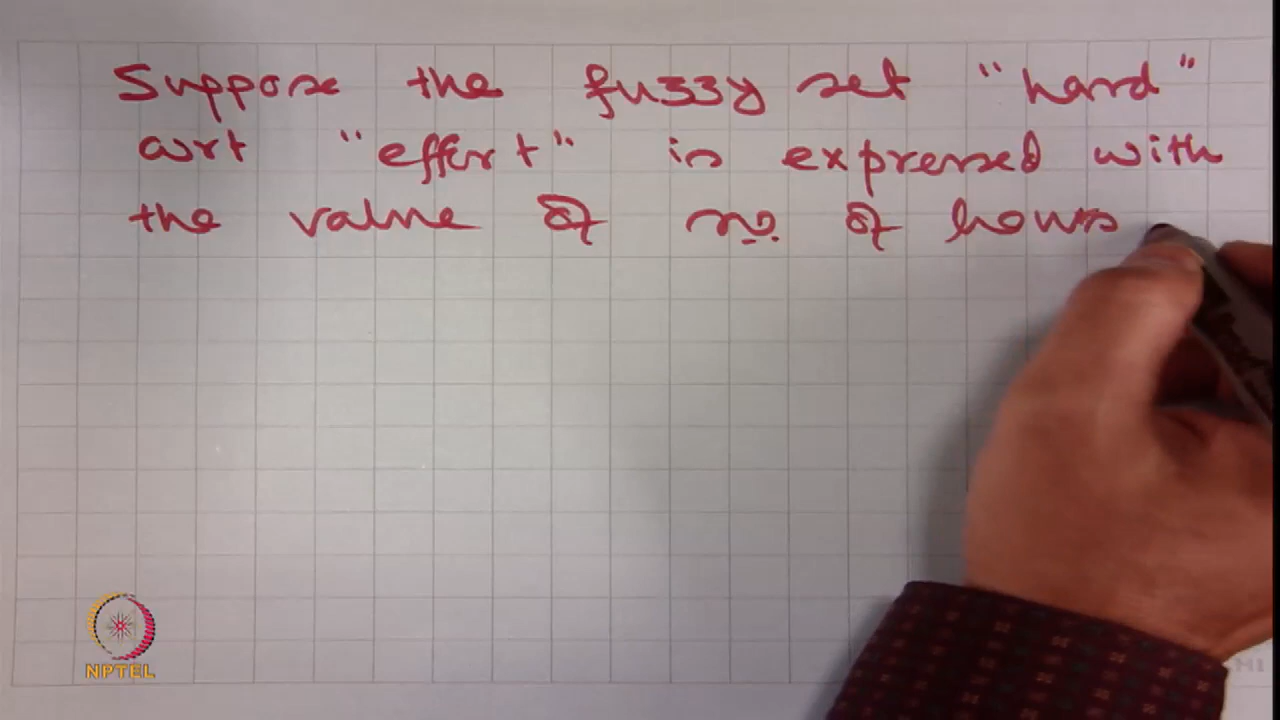 Suppose the fuzzy set "hard"
wrt "effort" is expressed with
the value of no. of hours
NPTEL